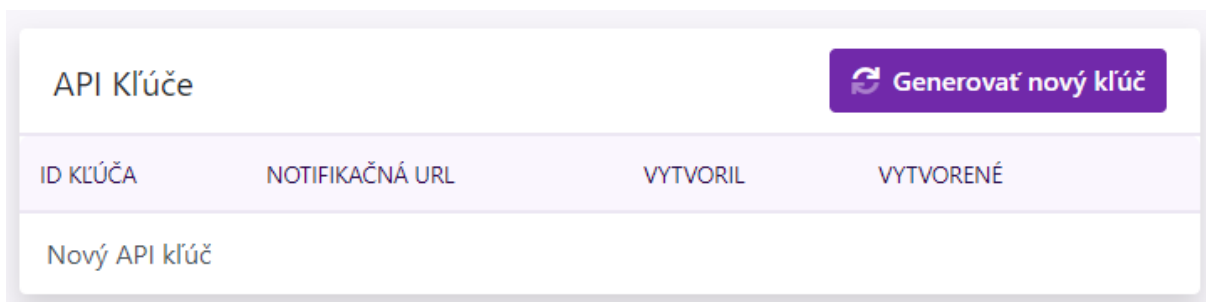 API Kľúče
Generovať nový kľúč
ID KĽÚČA NOTIFIKAČNÁ URL VYTVORIL VYTVORENÉ
Nový API kľúč